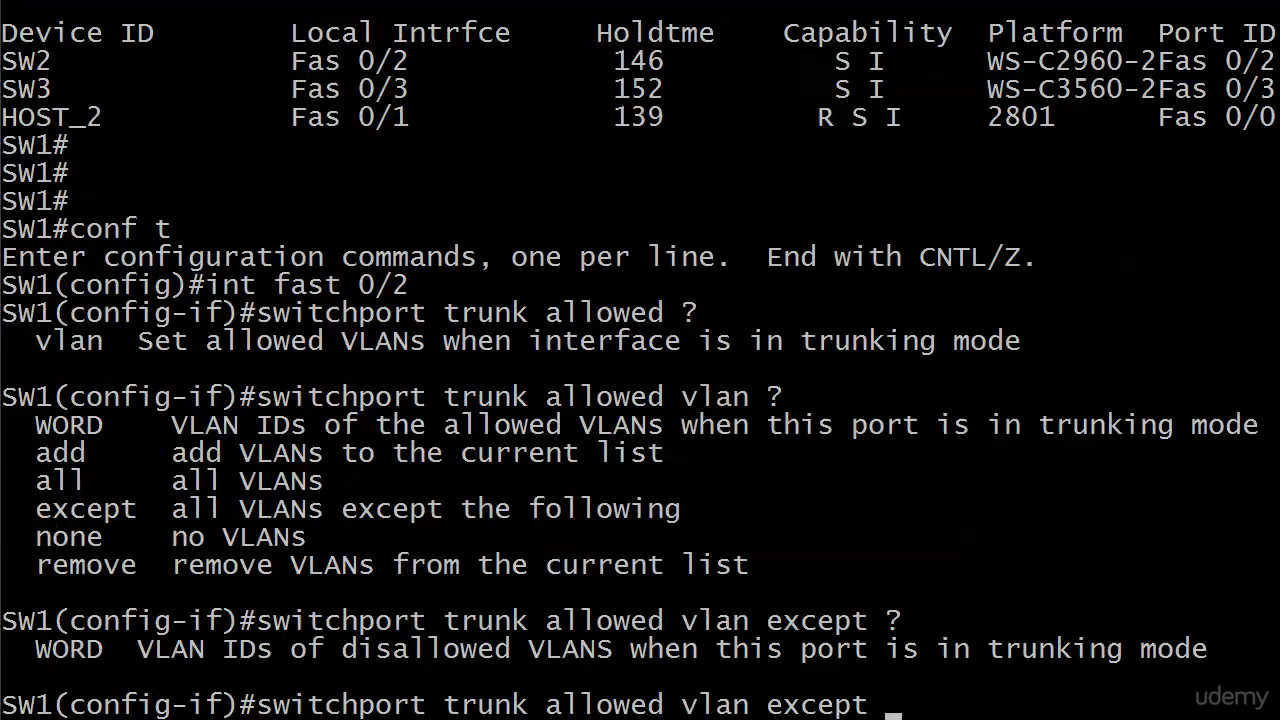 Device ID Local Intrfce Holdtme Capability Platform Port ID
SW2 Fas 0/2 146 S I WS-C2960-2Fas 0/2
SW3 Fas 0/3 152 S I WS-C3560-2Fas 0/3
HOST_2 Fas 0/1 139 R S I 2801 Fas 0/0
SW1#
SW1#
SW1#
SW1#conf t
Enter configuration commands, one per line. End with CNTL/Z.
SW1(config)#int fast 0/2
SW1(config-if)#switchport trunk allowed ?
vlan Set allowed VLANs when interface is in trunking mode
SW1(config-if)#switchport trunk allowed vlan ?
WORD VLAN IDs of the allowed VLANs when this port is in trunking mode
add add VLANs to the current list
all all VLANs
except all VLANs except the following
none no VLANs
remove remove VLANs from the current list
SW1(config-if)#switchport trunk allowed vlan except ?
WORD VLAN IDs of disallowed VLANS when this port is in trunking mode
SW1(config-if)#switchport trunk allowed vlan except _
udemy